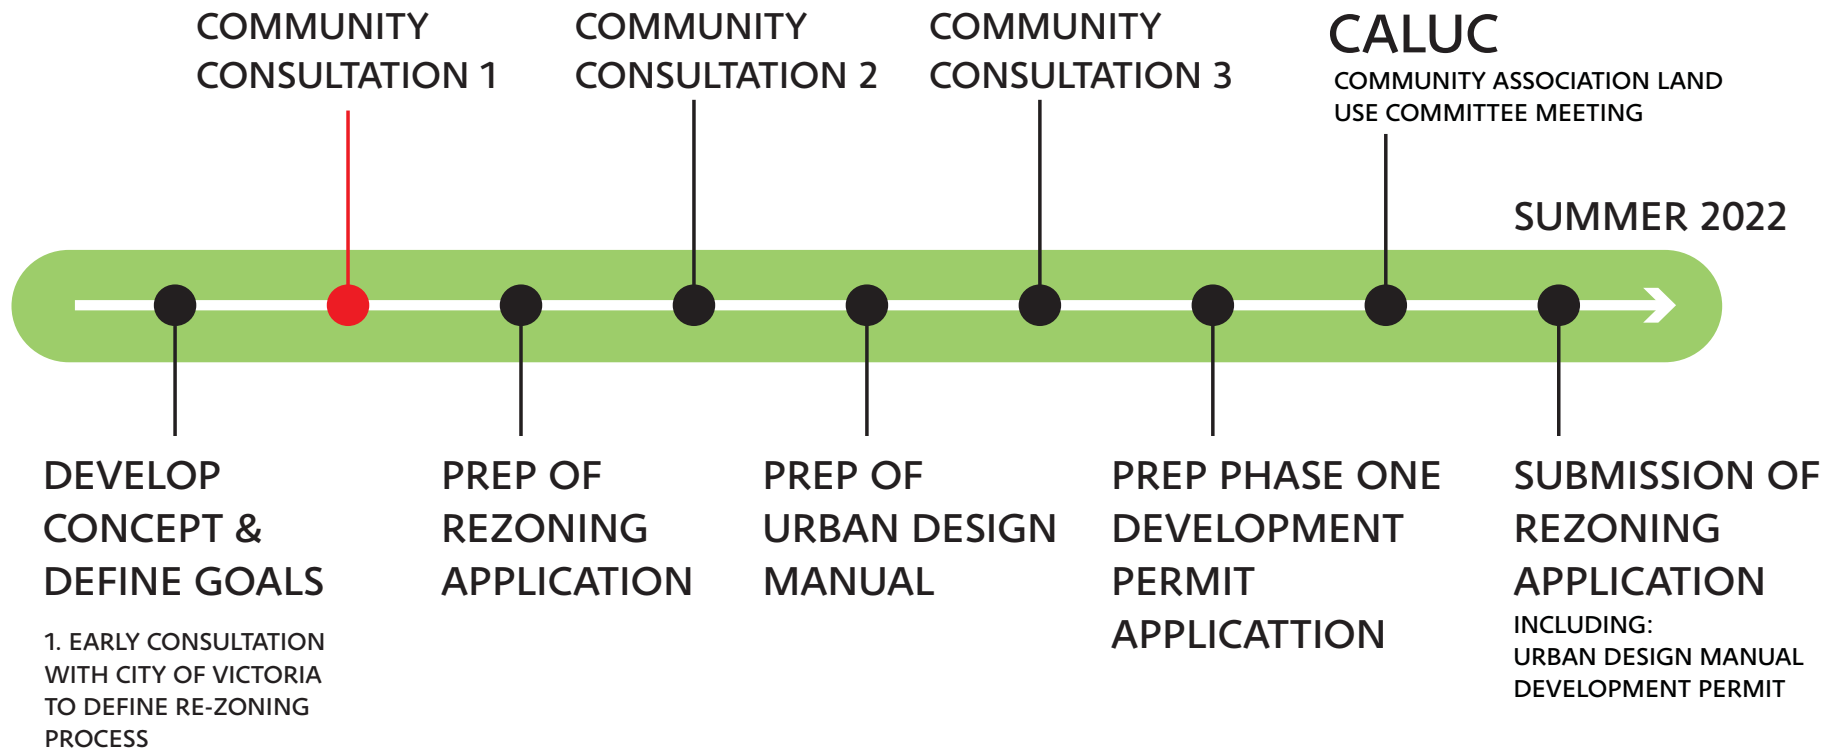 COMMUNITY
CONSULTATION 1
COMMUNITY
CONSULTATION 2
COMMUNITY
CONSULTATION 3
CALUC
COMMUNITY ASSOCIATION LAND
USE COMMITTEE MEETING
SUMMER 2022
DEVELOP
CONCEPT &
DEFINE GOALS
1. EARLY CONSULTATION
WITH CITY OF VICTORIA
TO DEFINE RE-ZONING
PROCESS
PREP OF
REZONING
APPLICATION
PREP OF
URBAN DESIGN
MANUAL
PREP PHASE ONE
DEVELOPMENT
PERMIT
APPLICATTION
SUBMISSION OF
REZONING
APPLICATION
INCLUDING:
URBAN DESIGN MANUAL
DEVELOPMENT PERMIT